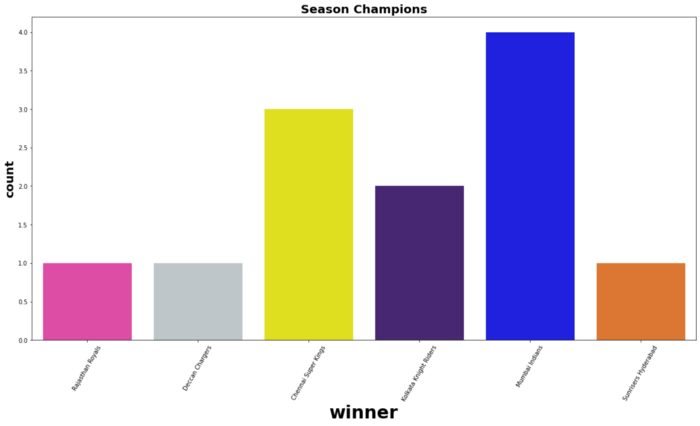 Season Champions
4.0
3.5
3.0
2.5
2.0
1.5
1.0
0.5
0.0
count
Rajasthan Royals
Deccan Chargers
Chennai Super Kings
Kolkata Knight Riders
Mumbai Indians
Sunrisers Hyderabad
winner